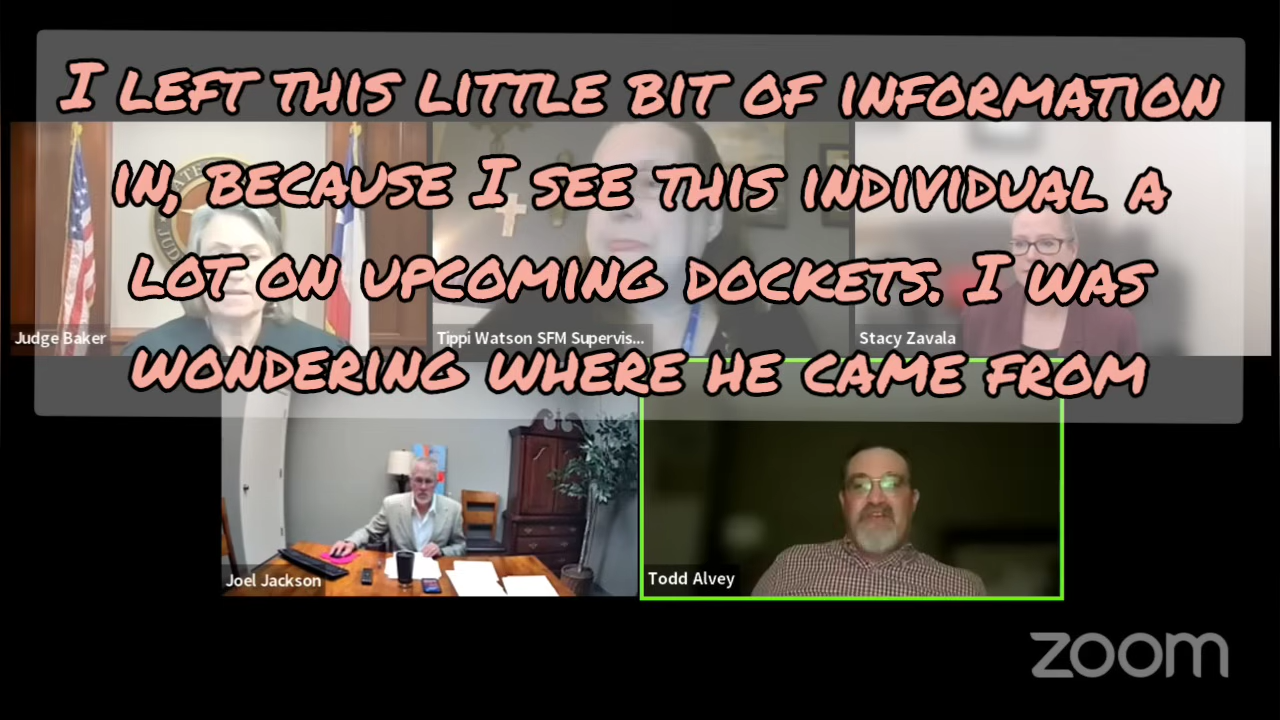 I LEFT THIS LITTLE BIT OF INFORMATION
IN, BECAUSE I SEE THIS INDIVIDUAL A
LOT ON UPCOMING DOCKETS. I WAS
WONDERING WHERE HE CAME FROM
Judge Baker
Tippi Watson SFM Supervis...
Stacy Zavala
Joel Jackson
Todd Alvey
zoom